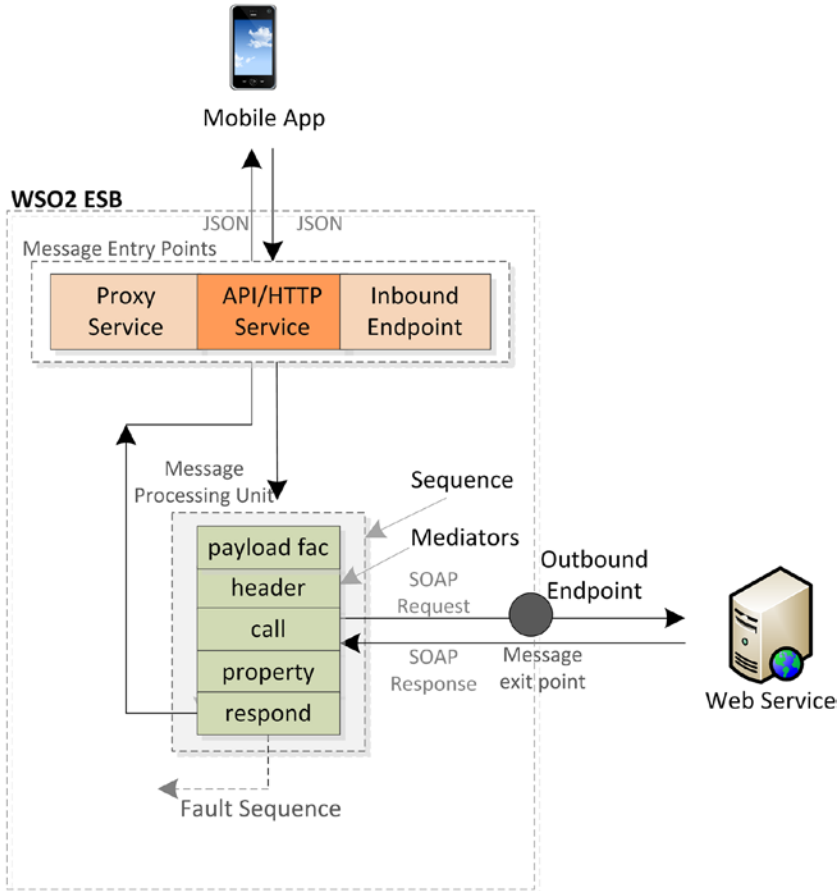 Mobile App
WSO2 ESB
JSON
JSON
Message Entry Points
Proxy
Service
API/HTTP
Service
Inbound
Endpoint
Message
Processing Unit
Sequence
Mediators
payload fac
header
call
property
respond
SOAP
Request
Outbound
Endpoint
SOAP
Response
Message
exit point
Web Service
Fault Sequence